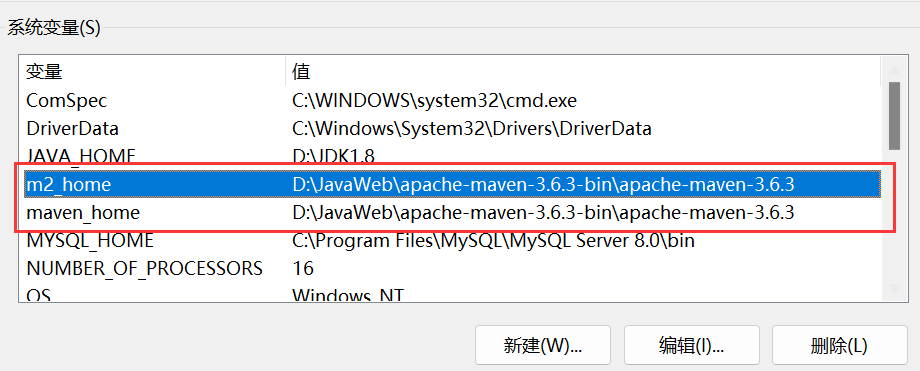 系统变量(S)
变量 值
ComSpec C:\WINDOWS\system32\cmd.exe
DriverData C:\Windows\System32\Drivers\DriverData
JAVA_HOME D:\JDK1.8
m2_home D:\JavaWeb\apache-maven-3.6.3-bin\apache-maven-3.6.3
maven_home D:\JavaWeb\apache-maven-3.6.3-bin\apache-maven-3.6.3
MYSQL_HOME C:\Program Files\MySQL\MySQL Server 8.0\bin
NUMBER_OF_PROCESSORS 16
OS Windows_NT
新建(W)... 编辑(I)... 删除(L)